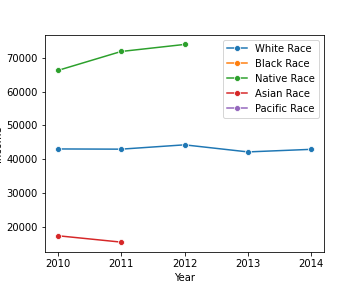 White Race
Black Race
Native Race
Asian Race
Pacific Race
70000
60000
50000
40000
30000
20000
2010 2011 2012 2013 2014
Year